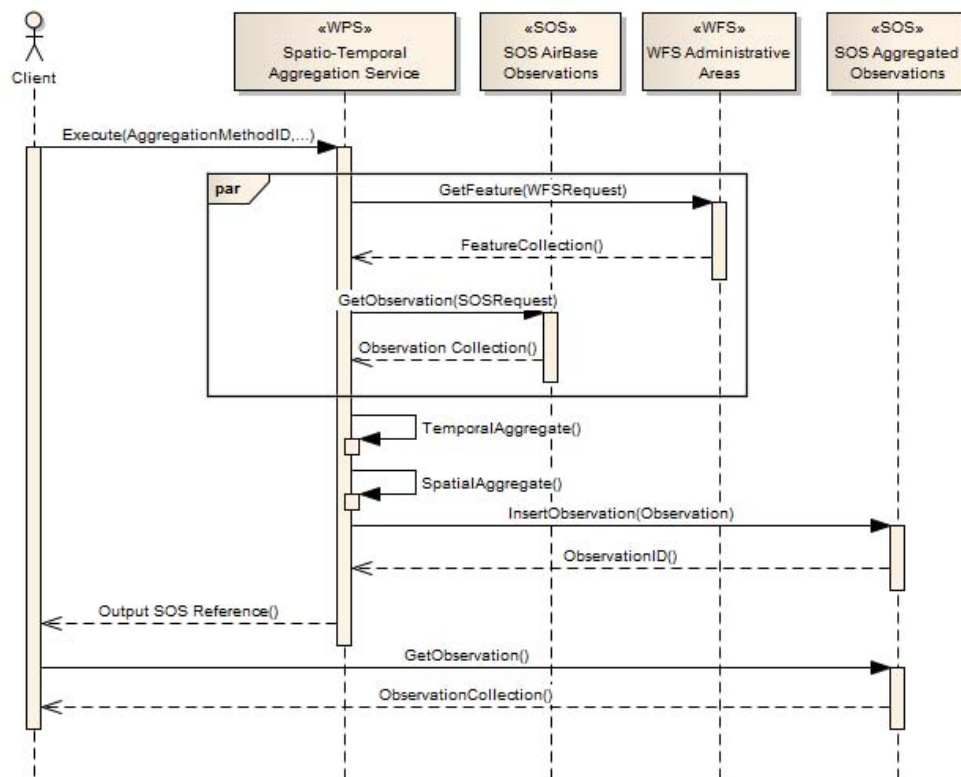 Client
«WPS»
Spatio-Temporal
Aggregation Service
«SOS»
SOS AirBase
Observations
«WFS»
WFS Administrative
Areas
«SOS»
SOS Aggregated
Observations
Execute(AggregationMethodID,...)
par
GetFeature(WFSRequest)
FeatureCollection()
GetObservation(SOSRequest)
Observation Collection()
TemporalAggregate()
SpatialAggregate()
InsertObservation(Observation)
ObservationID()
Output SOS Reference()
GetObservation()
ObservationCollection()